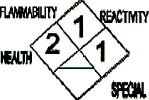 FLAMMABILITY
REACTIVITY
1
2
1
HEALTH
SPECIAL